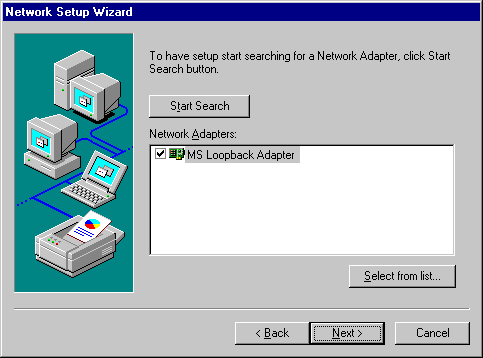 Network Setup Wizard
To have setup start searching for a Network Adapter, click Start
Search button.
Start Search
Network Adapters:
MS Loopback Adapter
Select from list...
< Back
Next >
Cancel